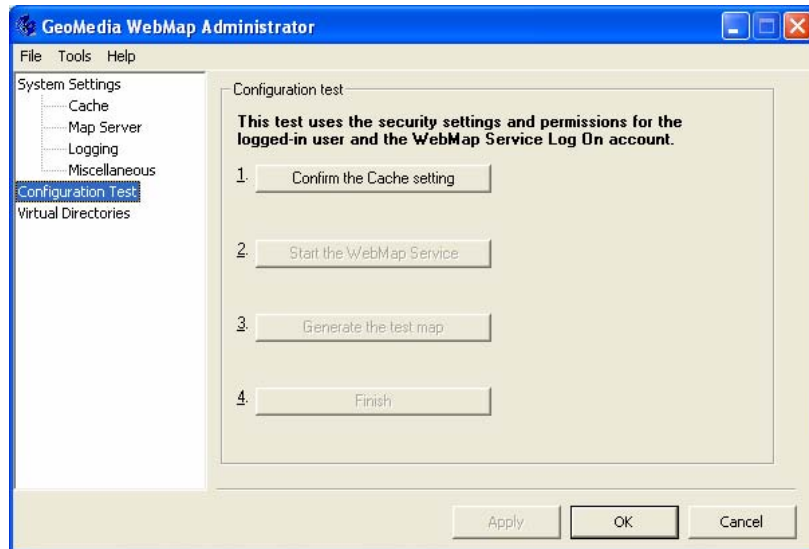 GeoMedia WebMap Administrator
File Tools Help
System Settings
Cache
Map Server
Logging
Miscellaneous
Configuration Test
Virtual Directories
Configuration test
This test uses the security settings and permissions for the
logged-in user and the WebMap Service Log On account.
1. Confirm the Cache setting
2. Start the WebMap Service
3. Generate the test map
4. Finish
Apply OK Cancel